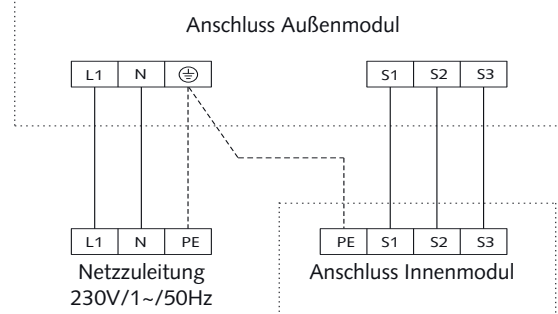 Anschluss Außenmodul
L1 N S1 S2 S3
L1 N PE PE S1 S2 S3
Netzzuleitung Anschluss Innenmodul
230V/1~/50Hz